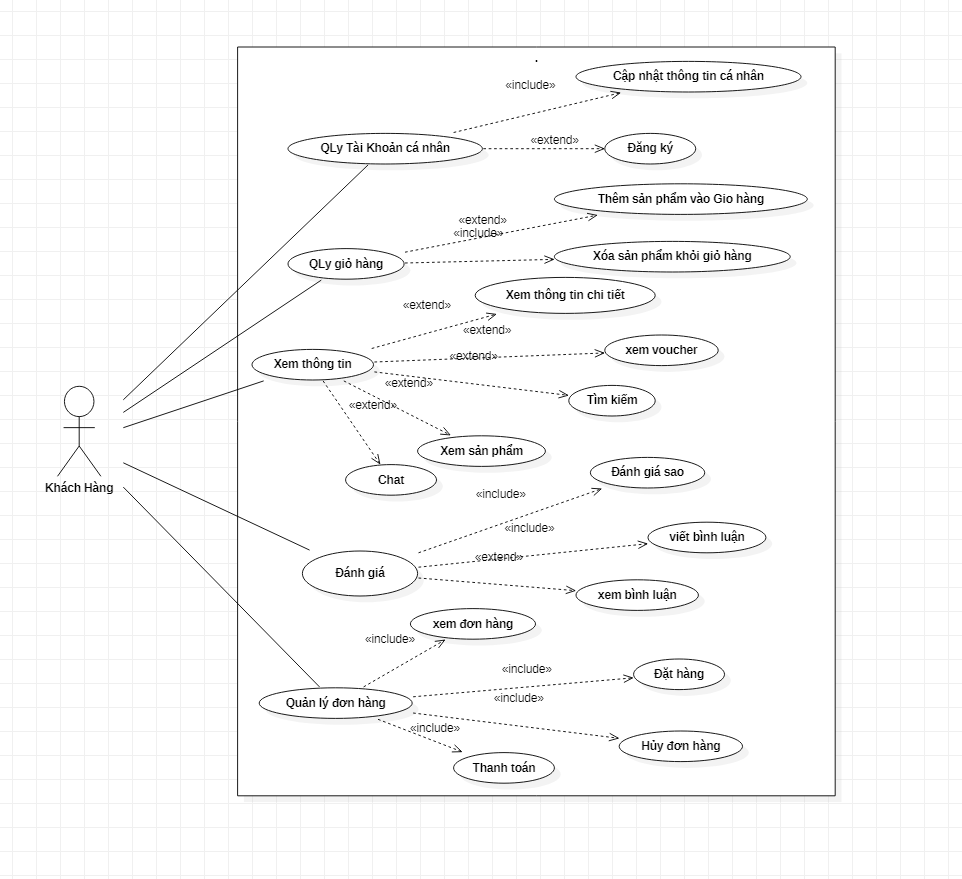 Cập nhật thông tin cá nhân
«include»
«extend»
QLy Tài Khoản cá nhân
Đăng ký
Thêm sản phẩm vào Gio hàng
«extend»
«include»
Xóa sản phẩm khỏi giỏ hàng
QLy giỏ hàng
Xem thông tin chi tiết
«extend»
«extend»
xem voucher
«extend»
Xem thông tin
«extend»
Tìm kiếm
«extend»
Xem sản phẩm
Chat
Khách Hàng
Đánh giá sao
«include»
«include»
viết bình luận
«extend»
Đánh giá
xem bình luận
xem đơn hàng
«include»
«include»
Đặt hàng
«include»
Quản lý đơn hàng
«include»
Hủy đơn hàng
Thanh toán